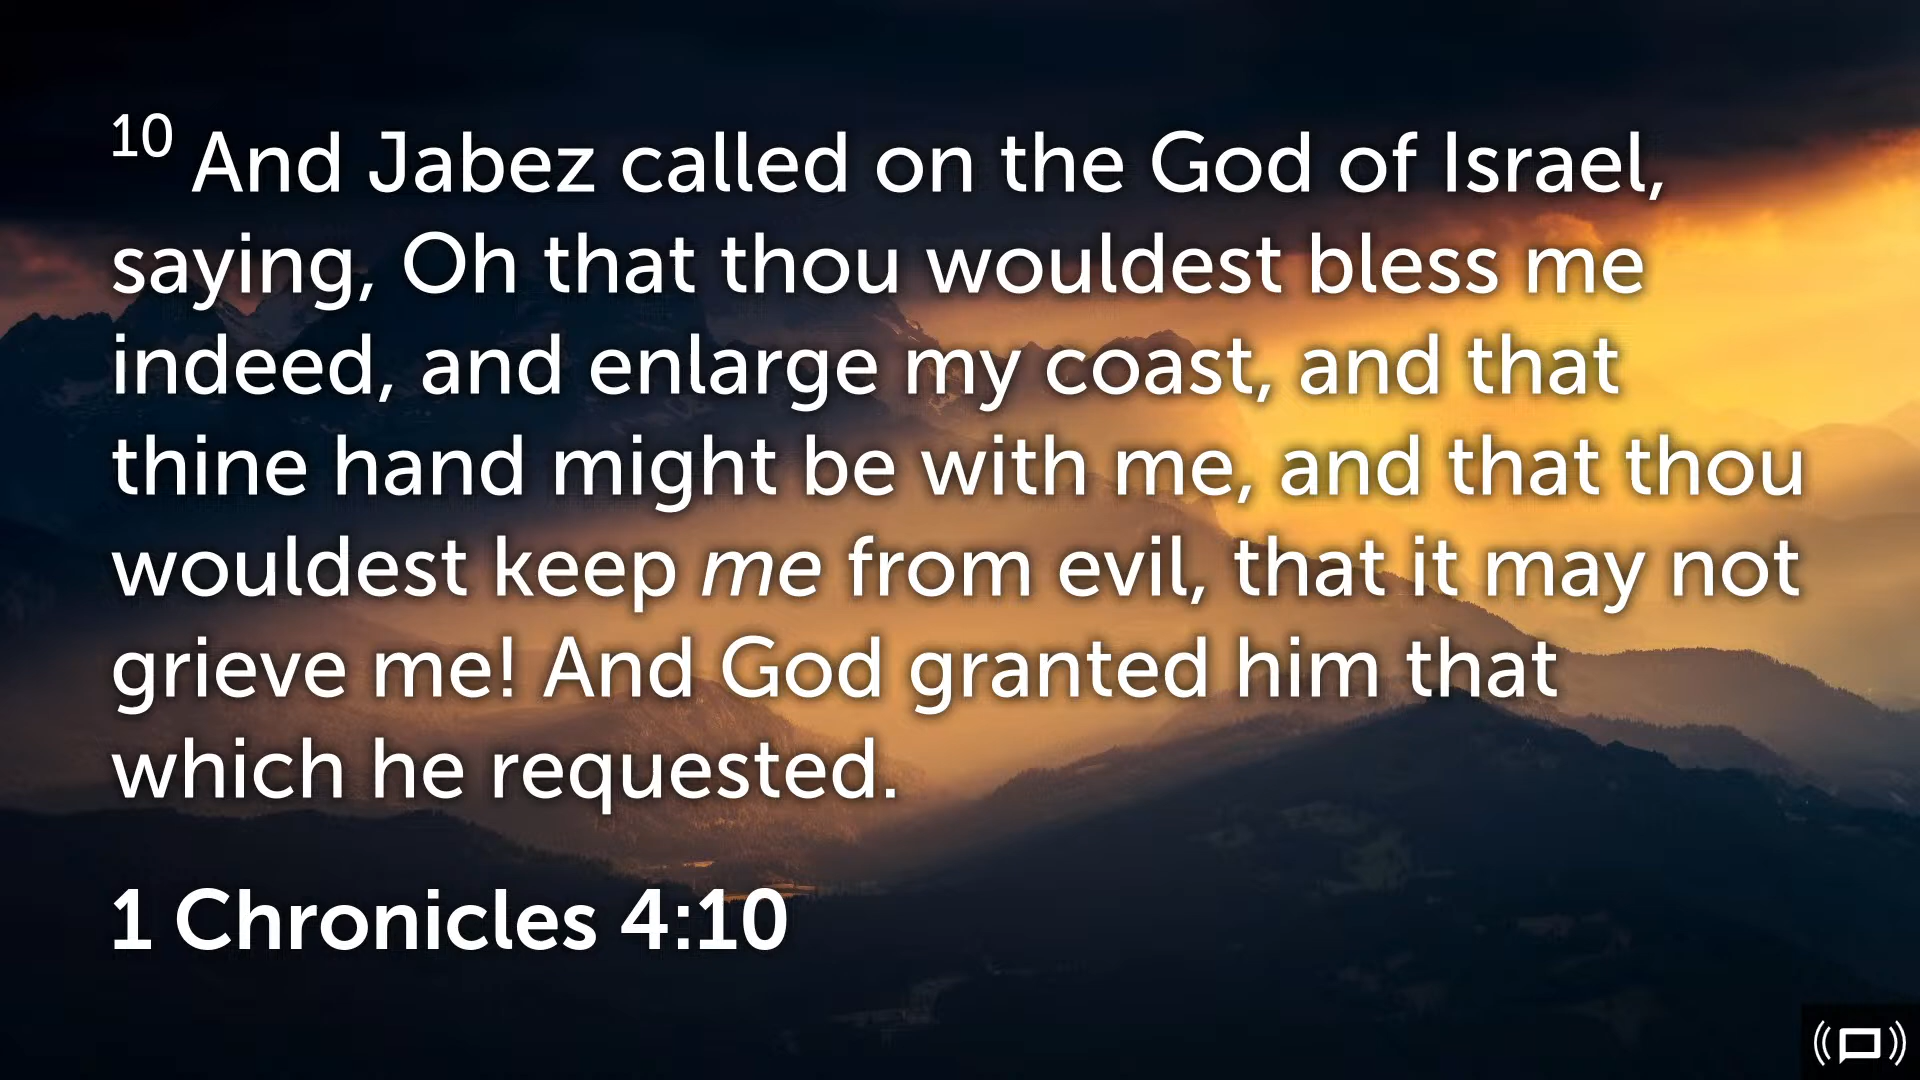 10 And Jabez called on the God of Israel,
saying, Oh that thou wouldest bless me
indeed, and enlarge my coast, and that
thine hand might be with me, and that thou
wouldest keep me from evil, that it may not
grieve me! And God granted him that
which he requested.
1 Chronicles 4:10